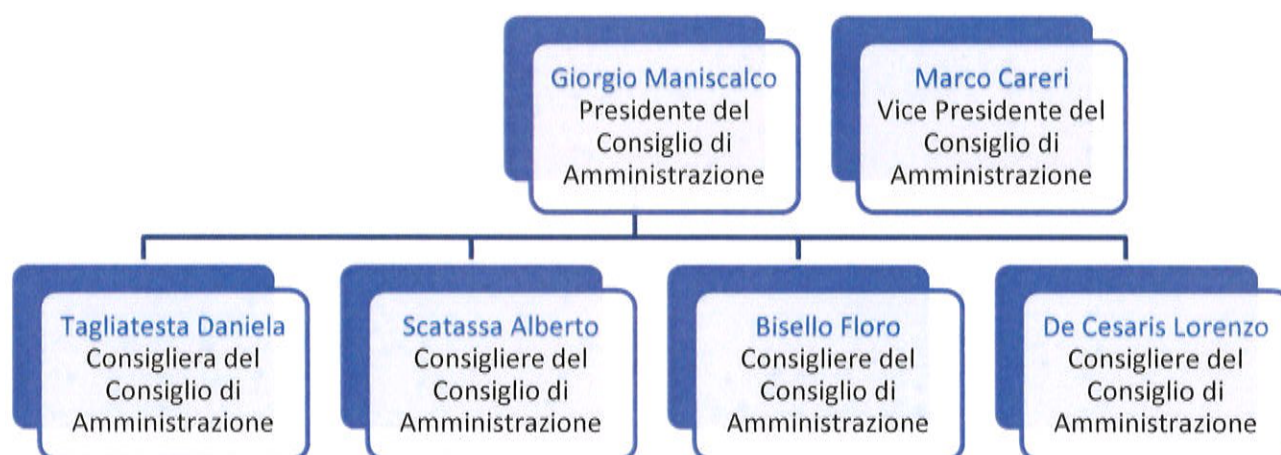 Giorgio Maniscalco
Presidente del
Consiglio di
Amministrazione
Marco Careri
Vice Presidente del
Consiglio di
Amministrazione
Tagliatesta Daniela
Consigliera del
Consiglio di
Amministrazione
Scatassa Alberto
Consigliere del
Consiglio di
Amministrazione
Bisello Floro
Consigliere del
Consiglio di
Amministrazione
De Cesaris Lorenzo
Consigliere del
Consiglio di
Amministrazione